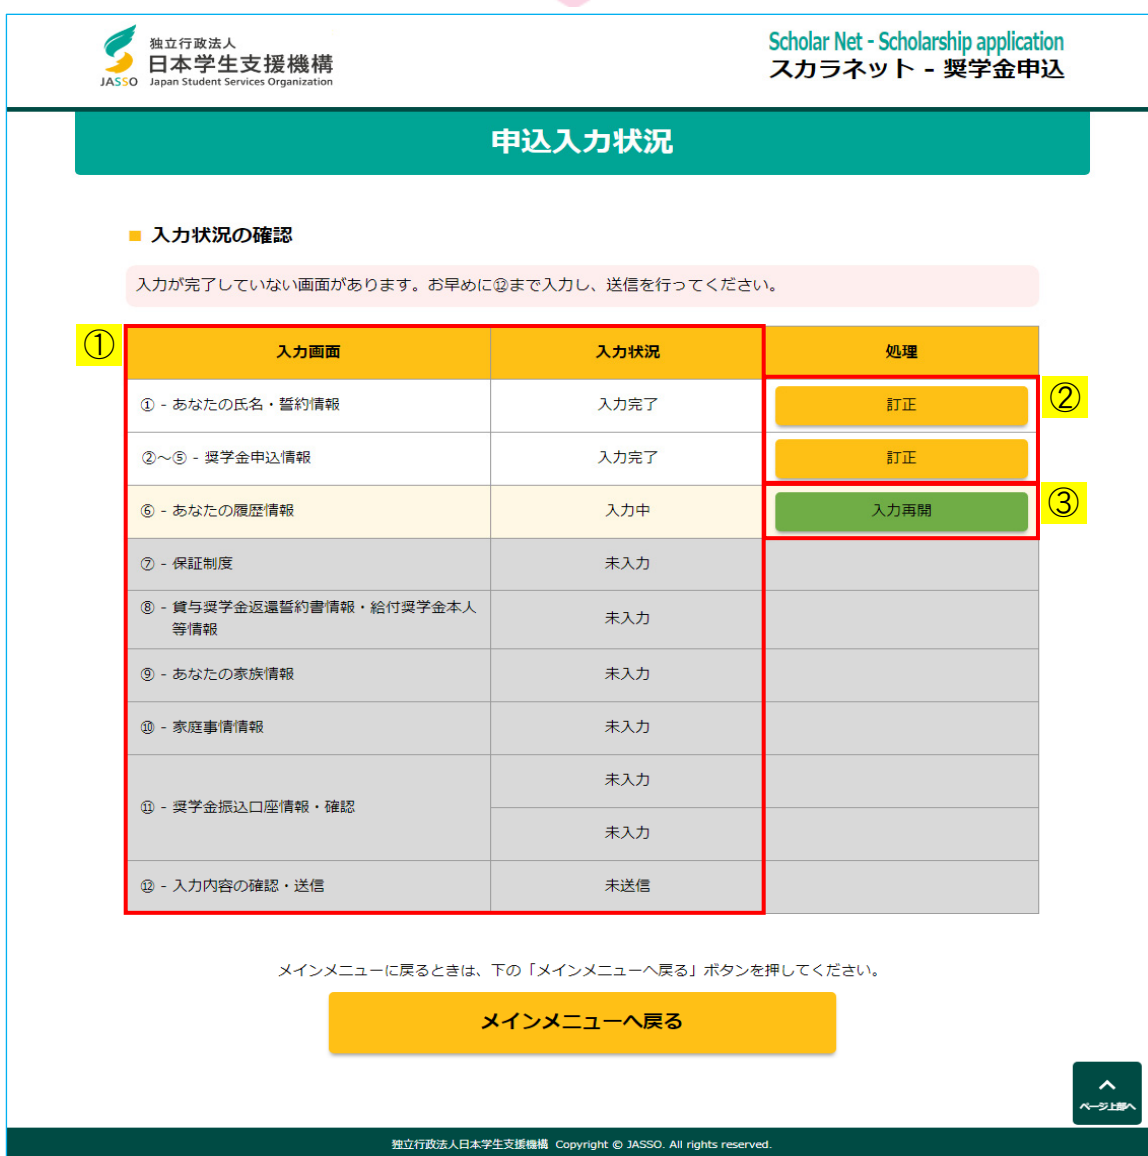 独立行政法人
日本学生支援機構
JASSO Japan Student Services Organization
Scholar Net - Scholarship application
スカラネット - 奨学金申込
申込入力状況
入力状況の確認
入力が完了していない画面があります。お早めに⑫まで入力し、送信を行ってください。
①
入力画面 入力状況 処理
① - あなたの氏名・誓約情報 入力完了 訂正
②
②～⑤ - 奨学金申込情報 入力完了 訂正
⑥ - あなたの履歴情報 入力中 入力再開
③
⑦ - 保証制度 未入力
⑧ - 貸与奨学金返還誓約書情報・給付奨学金本人
等情報 未入力
⑨ - あなたの家族情報 未入力
⑩ - 家庭事情情報 未入力
⑪ - 奨学金振込口座情報・確認 未入力
未入力
⑫ - 入力内容の確認・送信 未送信
メインメニューに戻るときは、下の「メインメニューへ戻る」ボタンを押してください。
メインメニューへ戻る
ページ上部へ
独立行政法人日本学生支援機構 Copyright © JASSO. All rights reserved.